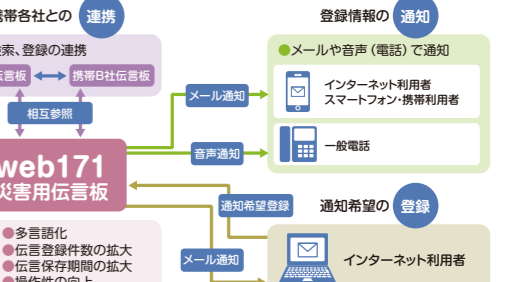 携帯各社との 連携
検索、登録の連携
伝言板 携帯B社伝言板
相互参照
web171
災害用伝言板
●多言語化
●伝言登録件数の拡大
●伝言保存期間の拡大
●操作性の向上
メール通知
音声通知
通知希望登録
メール通知
登録情報の 通知
●メールや音声（電話）で通知
インターネット利用者
スマートフォン・携帯利用者
一般電話
通知希望の 登録
インターネット利用者